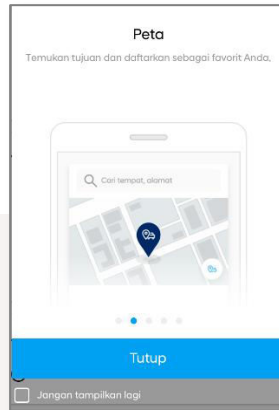 Peta
Temukan tujuan dan daftarkan sebagai favorit Anda.
Cari tempat, alamat
Tutup
Jangan tampilkan lagi